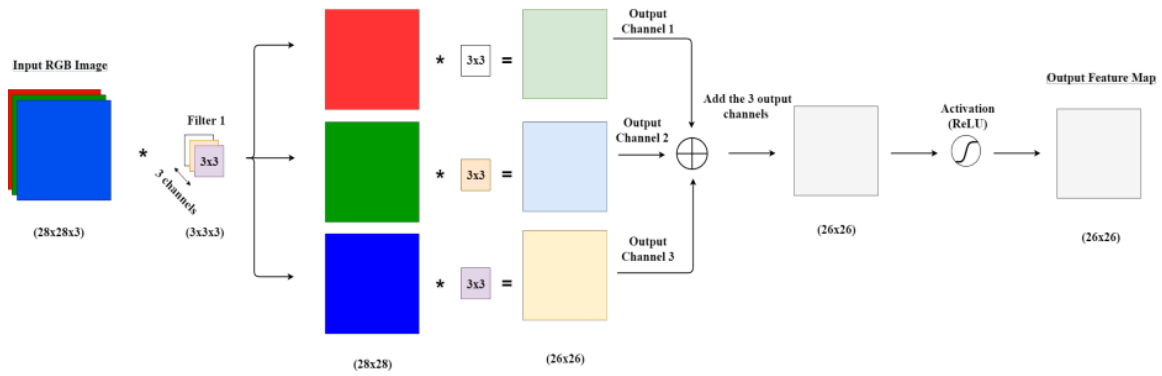 Input RGB Image
(28x28x3)
*
Filter 1
3x3
3 channels
(3x3x3)
*
3x3
=
*
3x3
=
*
3x3
=
(28x28)
(26x26)
Output
Channel 1
Output
Channel 2
Output
Channel 3
Add the 3 output
channels
(26x26)
Activation
(ReLU)
Output Feature Map
(26x26)